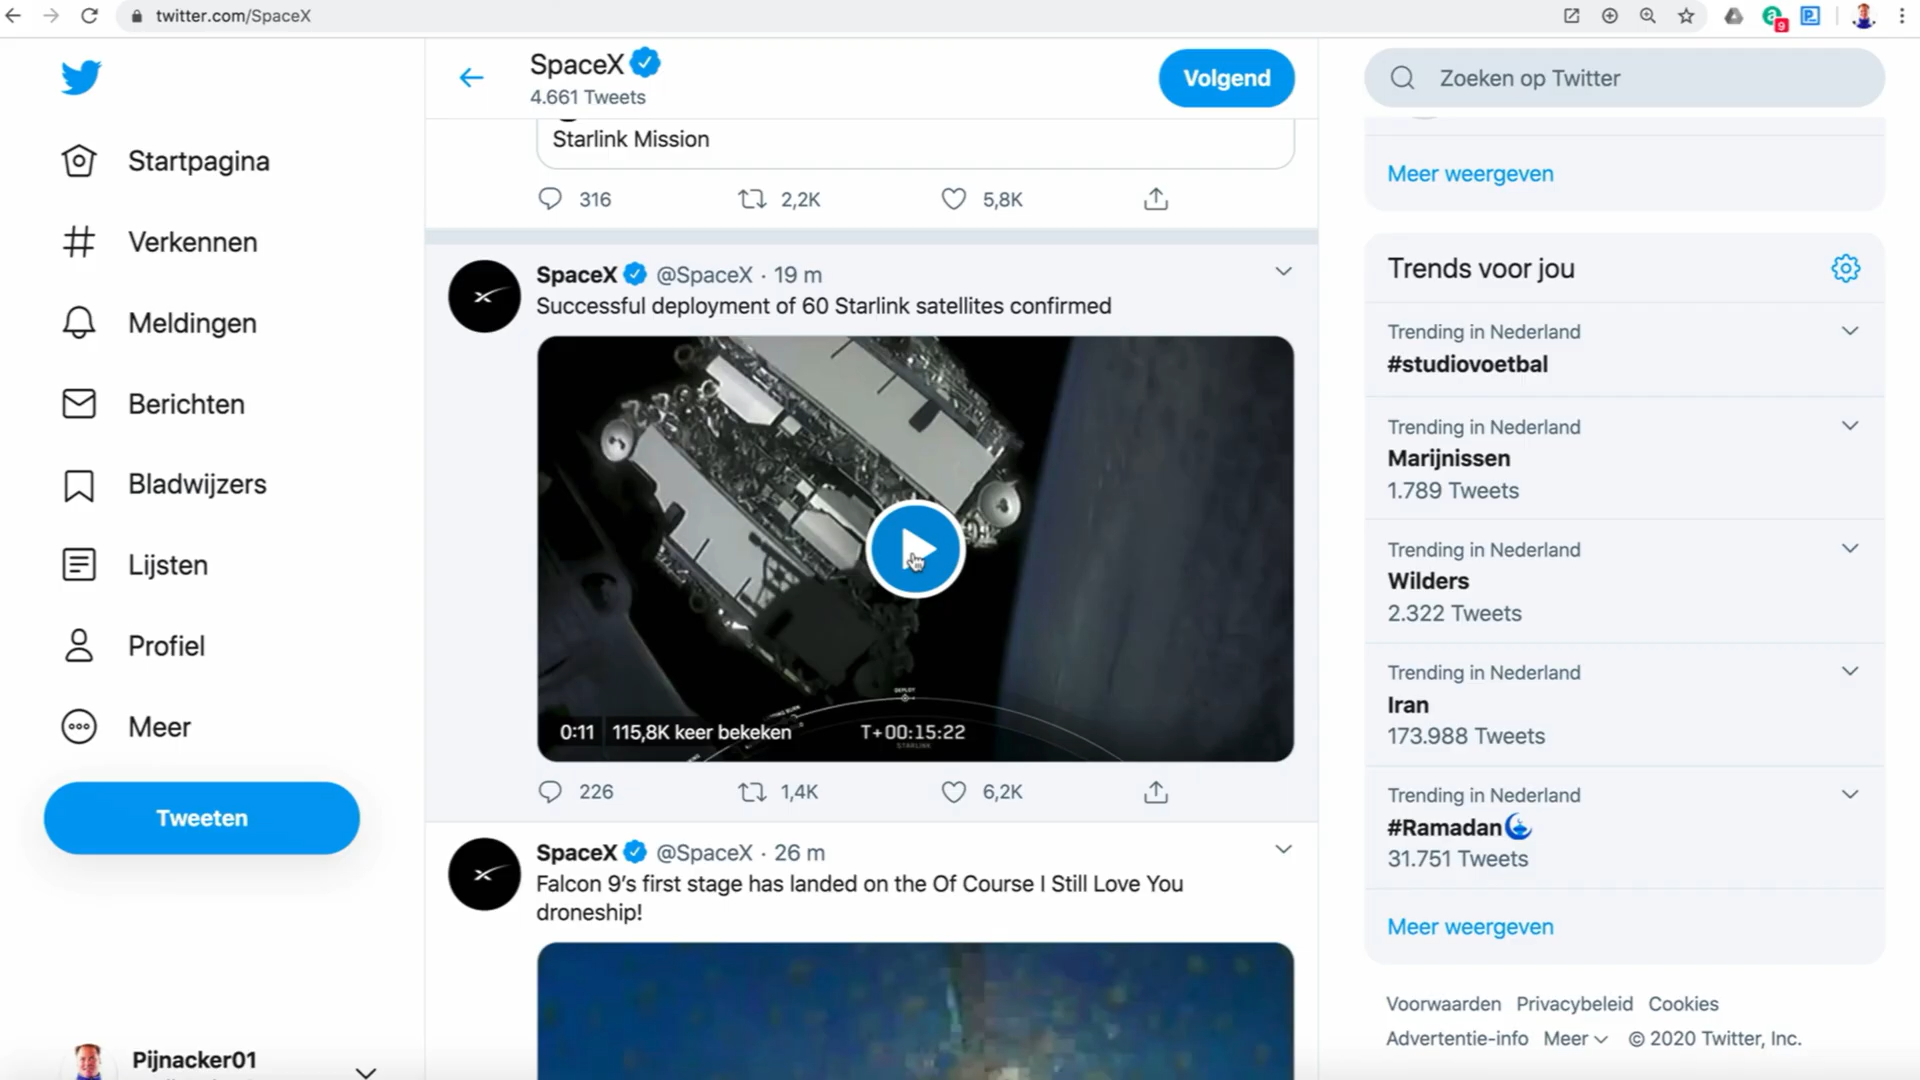 twitter.com/SpaceX
9
SpaceX
4.661 Tweets
Volgend
Zoeken op Twitter
Startpagina
Verkennen
Meldingen
Berichten
Bladwijzers
Lijsten
Profiel
Meer
Tweeten
Pijnacker01
Starlink Mission
316
2,2K
5,8K
SpaceX @SpaceX · 19 m
Successful deployment of 60 Starlink satellites confirmed
DEPLOY
0:11 115,8K keer bekeken
T+00:15:22
STARLINK
226
1,4K
6,2K
SpaceX @SpaceX · 26 m
Falcon 9’s first stage has landed on the Of Course I Still Love You
droneship!
Meer weergeven
Trends voor jou
Trending in Nederland
#studiovoetbal
Trending in Nederland
Marijnissen
1.789 Tweets
Trending in Nederland
Wilders
2.322 Tweets
Trending in Nederland
Iran
173.988 Tweets
Trending in Nederland
#Ramadan
31.751 Tweets
Meer weergeven
Voorwaarden Privacybeleid Cookies
Advertentie-info Meer © 2020 Twitter, Inc.